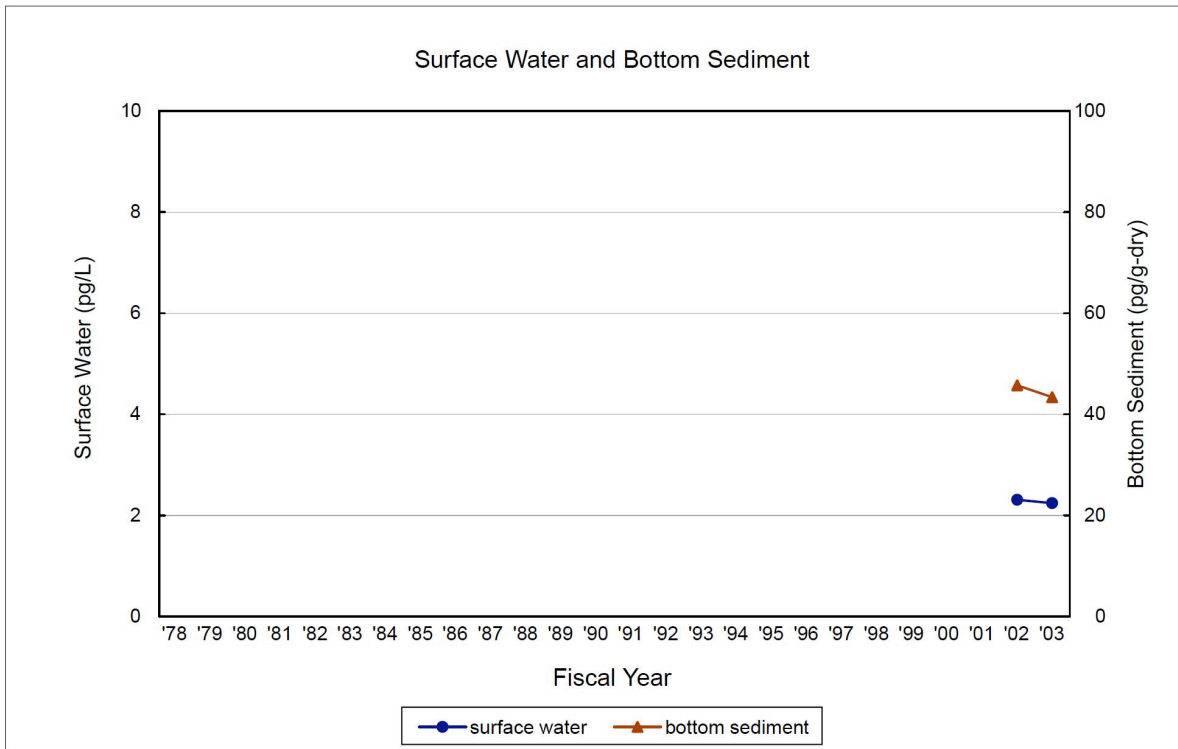 Surface Water and Bottom Sediment
10
8
6
4
2
0
Surface Water (pg/L)
100
80
60
40
20
0
Bottom Sediment (pg/g-dry)
'78 '79 '80 '81 '82 '83 '84 '85 '86 '87 '88 '89 '90 '91 '92 '93 '94 '95 '96 '97 '98 '99 '00 '01 '02 '03
Fiscal Year
surface water bottom sediment